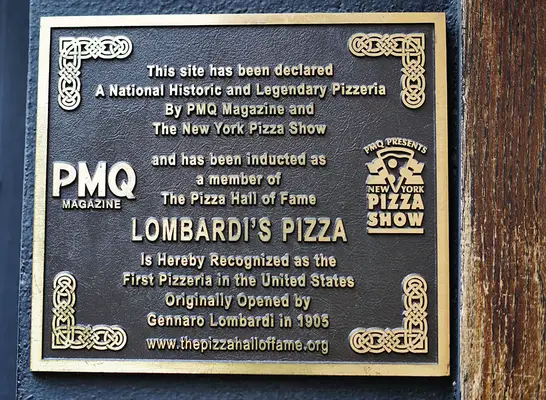 This site has been declared
A National Historic and Legendary Pizzeria
By PMQ Magazine and
The New York Pizza Show
and has been inducted as
a member of
The Pizza Hall of Fame
LOMBARDI'S PIZZA
Is Hereby Recognized as the
First Pizzeria in the United States
Originally Opened by
Gennaro Lombardi in 1905
www.thepizzahalloffame.org
PMQ
MAGAZINE
PMQ PRESENTS
NEW YORK
PIZZA
SHOW